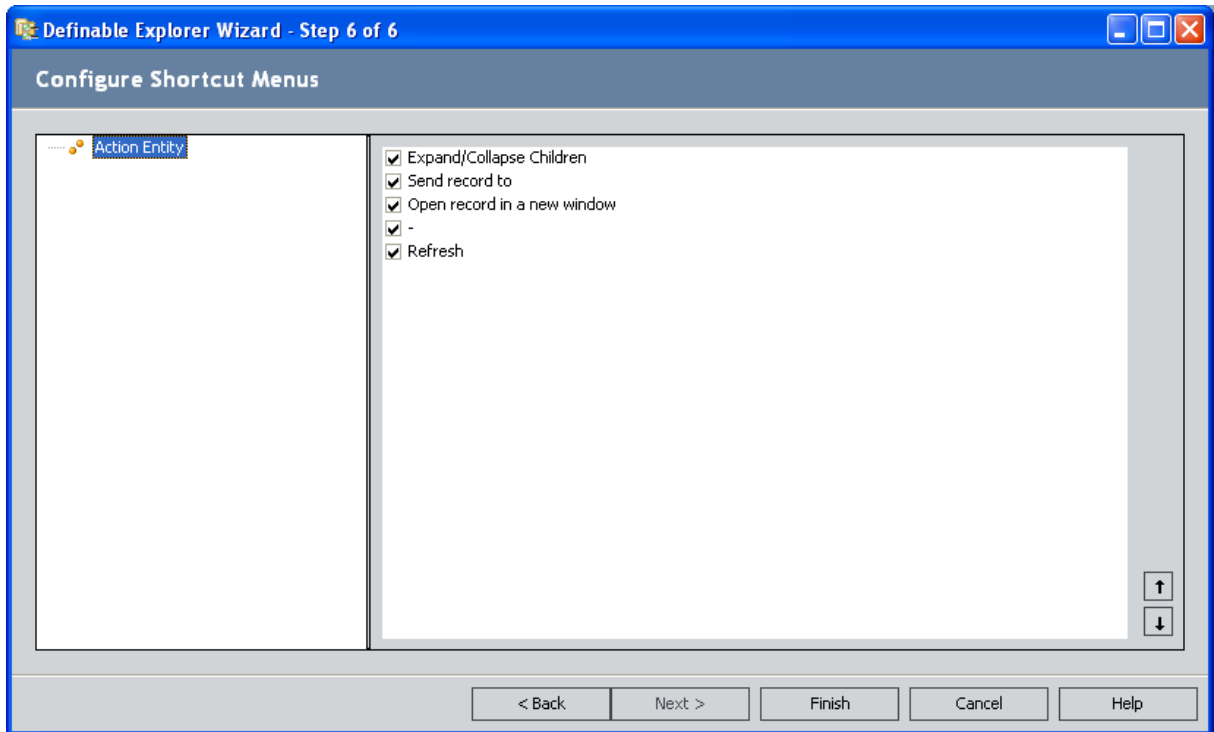 Definable Explorer Wizard - Step 6 of 6
Configure Shortcut Menus
Action Entity
Expand/Collapse Children
Send record to
Open record in a new window
-
Refresh
< Back Next > Finish Cancel Help